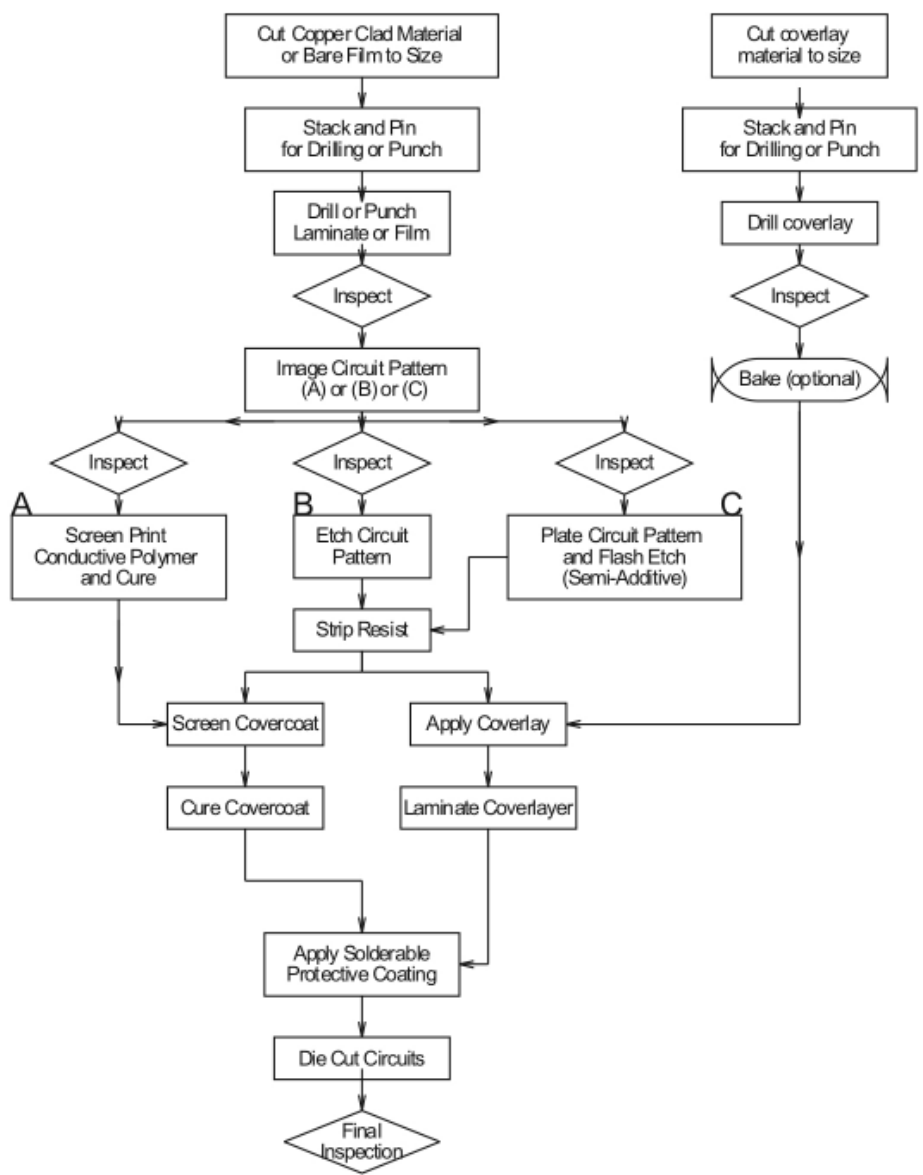 Cut Copper Clad Material
or Bare Film to Size
Cut coverlay
material to size
Stack and Pin
for Drilling or Punch
Stack and Pin
for Drilling or Punch
Drill or Punch
Laminate or Film
Drill coverlay
Inspect
Inspect
Image Circuit Pattern
(A) or (B) or (C)
Bake (optional)
Inspect
Inspect
Inspect
A
Screen Print
Conductive Polymer
and Cure
B
Etch Circuit
Pattern
C
Plate Circuit Pattern
and Flash Etch
(Semi-Additive)
Strip Resist
Screen Covercoat
Apply Coverlay
Cure Covercoat
Laminate Coverlayer
Apply Solderable
Protective Coating
Die Cut Circuits
Final
Inspection